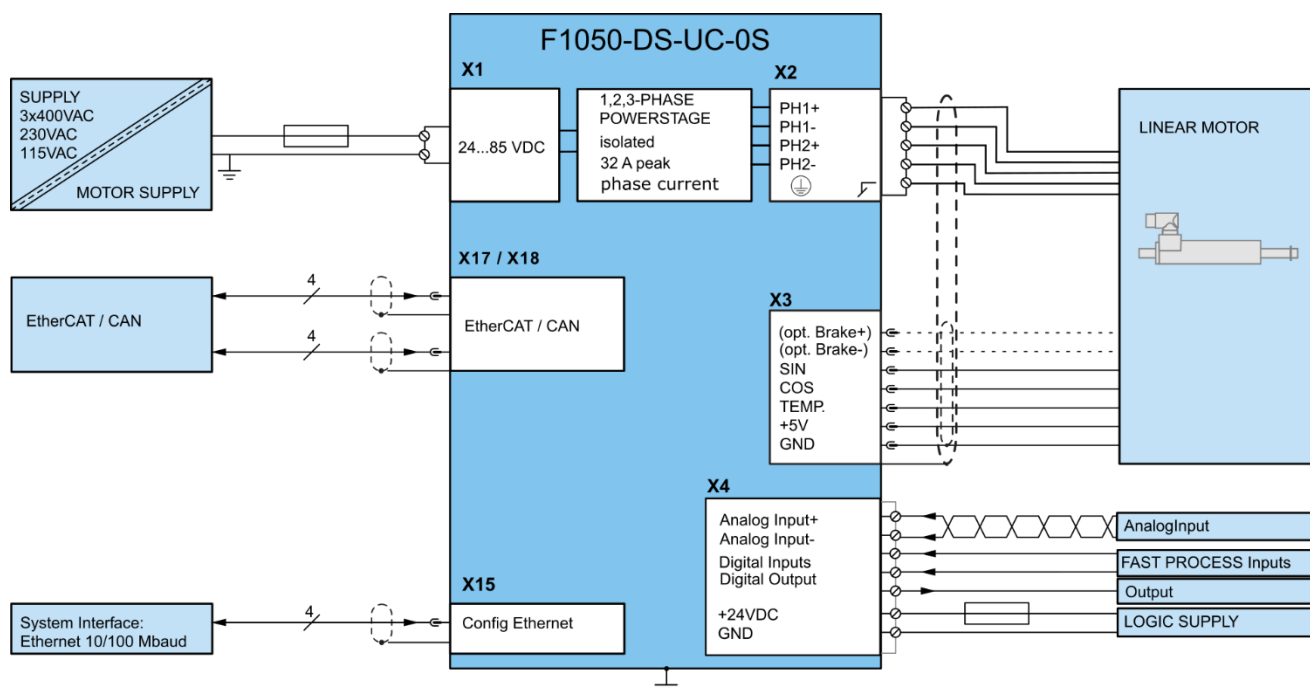 F1050-DS-UC-0S
X1
X2
SUPPLY
3x400VAC
230VAC
115VAC
MOTOR SUPPLY
24...85 VDC
1,2,3-PHASE
POWERSTAGE
isolated
32 A peak
phase current
PH1+
PH1-
PH2+
PH2-
LINEAR MOTOR
X17 / X18
EtherCAT / CAN
4
4
EtherCAT / CAN
X3
(opt. Brake+)
(opt. Brake-)
SIN
COS
TEMP.
+5V
GND
X4
Analog Input+
Analog Input-
Digital Inputs
Digital Output
+24VDC
GND
AnalogInput
FAST PROCESS Inputs
Output
LOGIC SUPPLY
X15
System Interface:
Ethernet 10/100 Mbaud
4
Config Ethernet